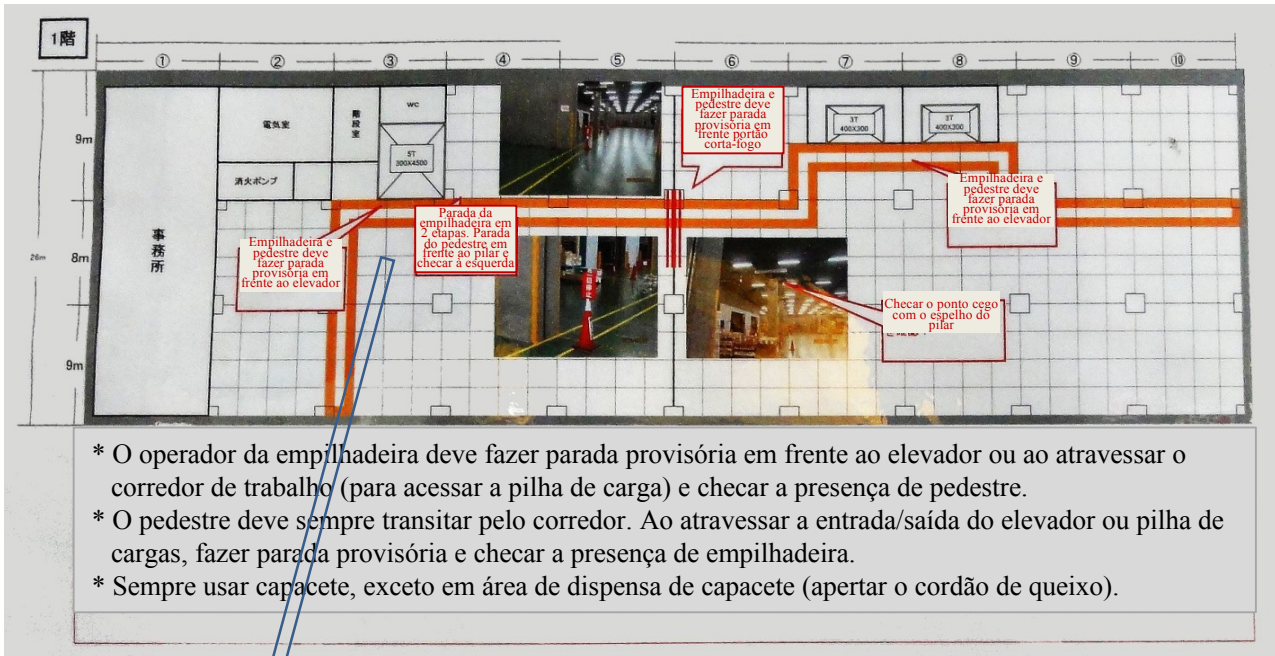 1階
① ② ③ ④ ⑤ ⑥ ⑦ ⑧ ⑨ ⑩
9m
26m
8m
9m
事務所
電気室
消火ポンプ
階段室
WC
5T
300X4500
3T
400X300
3T
400X300
Empilhadeira e
pedestre deve
fazer parada
provisória em
frente portão
corta-fogo
Empilhadeira e
pedestre deve
fazer parada
provisória em
frente ao elevador
Parada da
empilhadeira em
2 etapas. Parada
do pedestre em
frente ao pilar e
checar à esquerda
Empilhadeira e
pedestre deve
fazer parada
provisória em
frente ao elevador
Checar o ponto cego
com o espelho do
pilar
* O operador da empilhadeira deve fazer parada provisória em frente ao elevador ou ao atravessar o
corredor de trabalho (para acessar a pilha de carga) e checar a presença de pedestre.
* O pedestre deve sempre transitar pelo corredor. Ao atravessar a entrada/saída do elevador ou pilha de
cargas, fazer parada provisória e checar a presença de empilhadeira.
* Sempre usar capacete, exceto em área de dispensa de capacete (apertar o cordão de queixo).